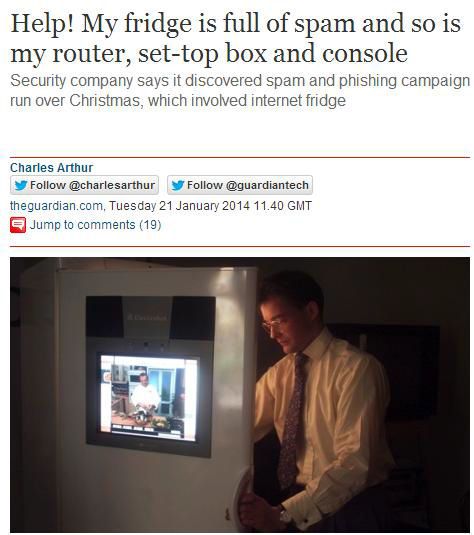 Help! My fridge is full of spam and so is
my router, set-top box and console
Security company says it discovered spam and phishing campaign
run over Christmas, which involved internet fridge
Charles Arthur
Follow @charlesarthur Follow @guardiantech
theguardian.com, Tuesday 21 January 2014 11.40 GMT
Jump to comments (19)
Electrolux